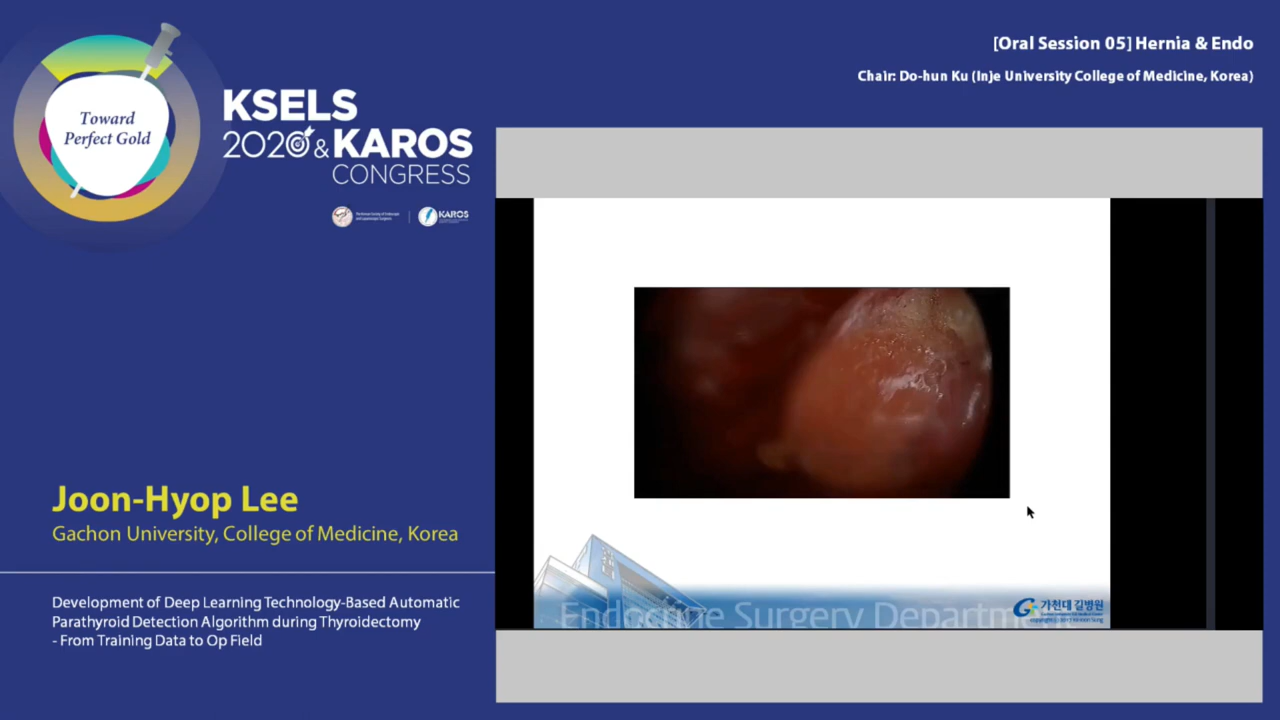 Toward
Perfect Gold
KSELS
2020 & KAROS
CONGRESS
KAROS
[Oral Session 05] Hernia & Endo
Chair: Do-hun Ku (Inje University College of Medicine, Korea)
Joon-Hyop Lee
Gachon University, College of Medicine, Korea
Development of Deep Learning Technology-Based Automatic
Parathyroid Detection Algorithm during Thyroidectomy
- From Training Data to Op Field
Endocrine Surgery Departm
가천대 길병원